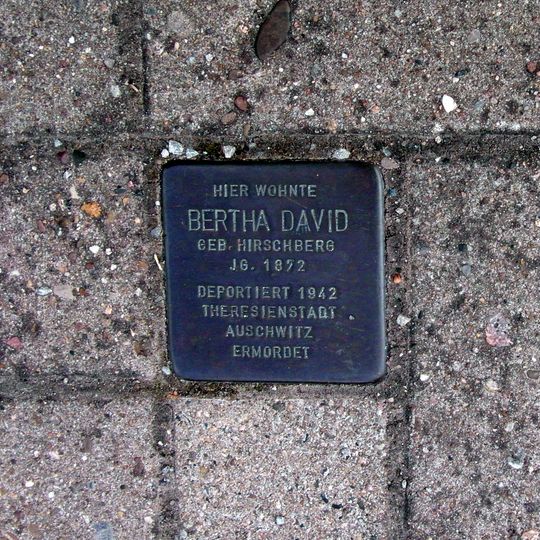 HIER WOHNTE
BERTHA DAVID
GEB. HIRSCHBERG
JG. 1872
DEPORTIERT 1942
THERESIENSTADT
AUSCHWITZ
ERMORDET